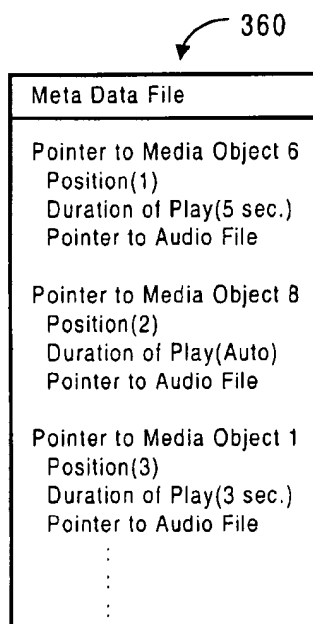 360
Meta Data File
Pointer to Media Object 6
Position(1)
Duration of Play(5 sec.)
Pointer to Audio File
Pointer to Media Object 8
Position(2)
Duration of Play(Auto)
Pointer to Audio File
Pointer to Media Object 1
Position(3)
Duration of Play(3 sec.)
Pointer to Audio File